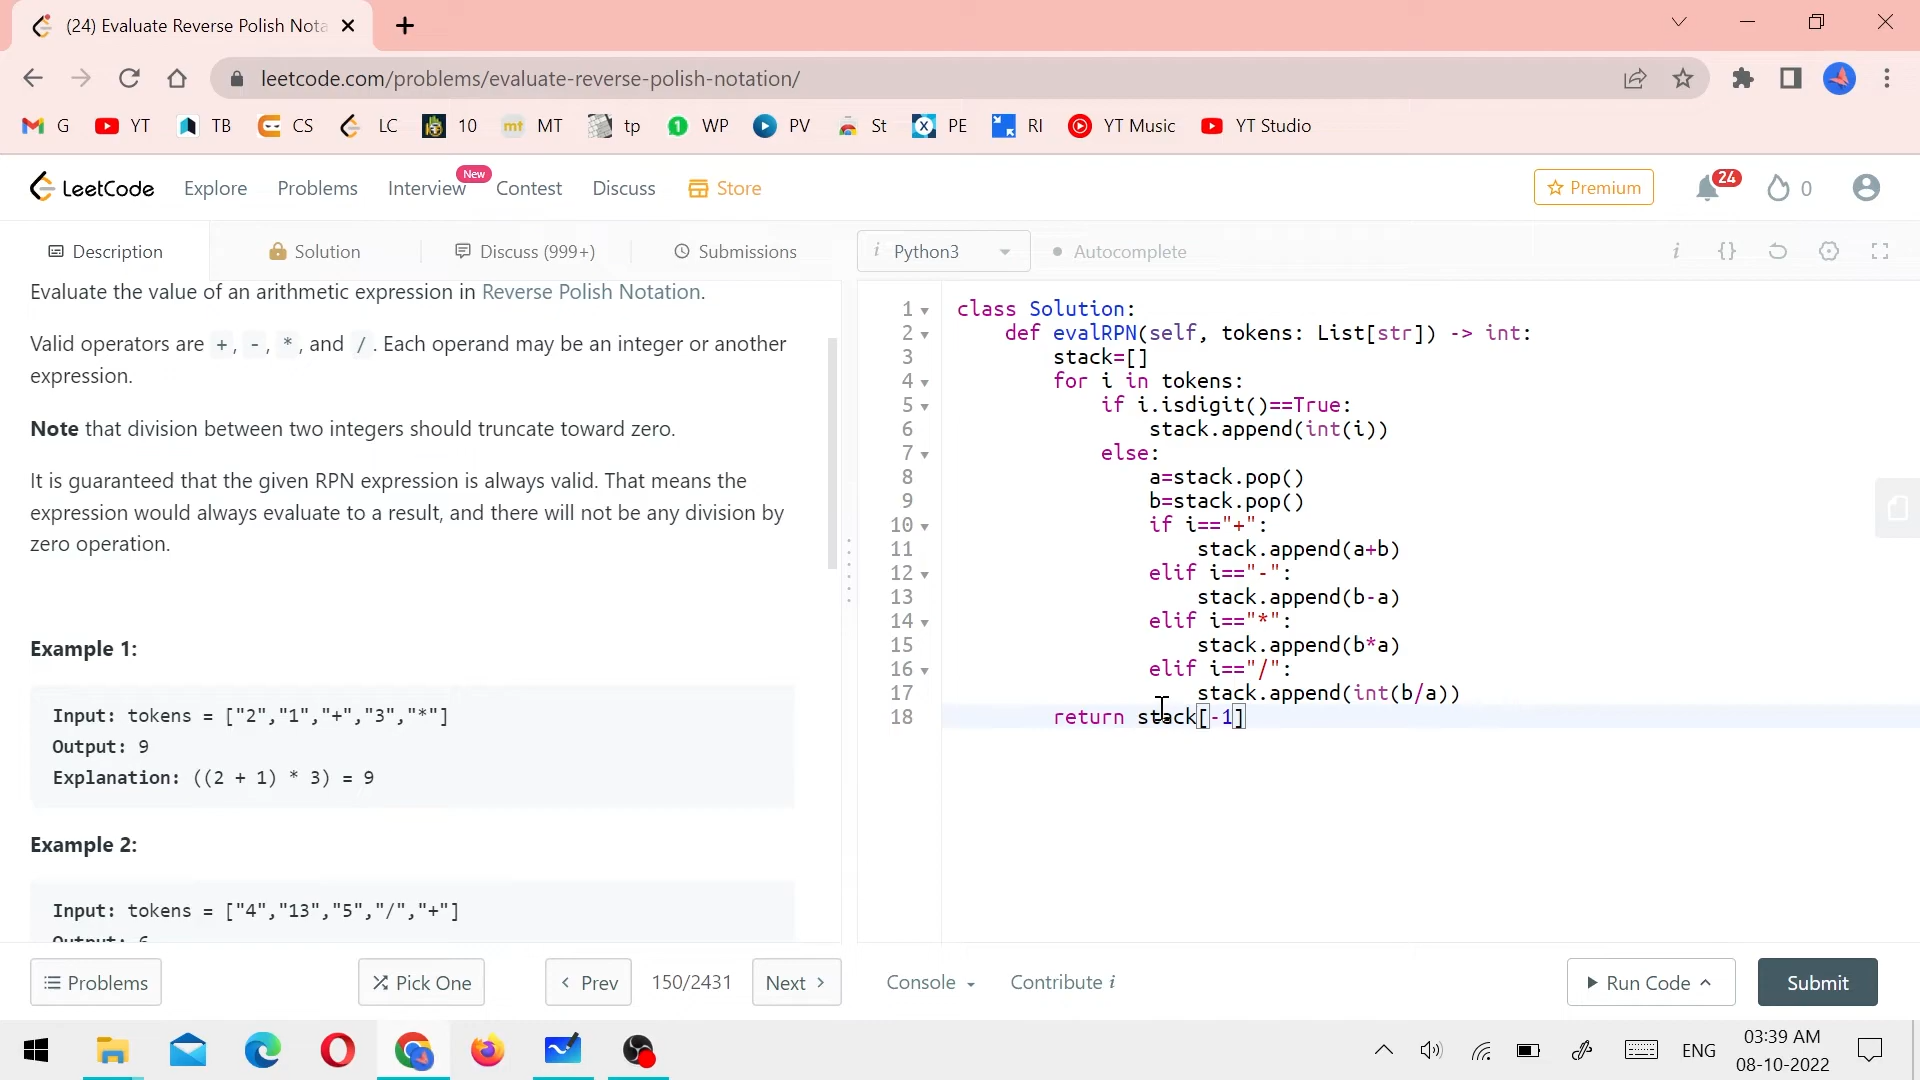 (24) Evaluate Reverse Polish Nota
leetcode.com/problems/evaluate-reverse-polish-notation/
G YT TB CS LC 10 MT tp WP PV St PE RI YT Music YT Studio
LeetCode Explore Problems Interview New Contest Discuss Store Premium 24 0
Description Solution Discuss (999+) Submissions
i Python3 Autocomplete i {}
Evaluate the value of an arithmetic expression in Reverse Polish Notation.
Valid operators are +, -, *, and /. Each operand may be an integer or another
expression.
Note that division between two integers should truncate toward zero.
It is guaranteed that the given RPN expression is always valid. That means the
expression would always evaluate to a result, and there will not be any division by
zero operation.
Example 1:
Input: tokens = ["2","1","+","3","*"]
Output: 9
Explanation: ((2 + 1) * 3) = 9
Example 2:
Input: tokens = ["4","13","5","/","+"]
Output: 6
1 class Solution:
2     def evalRPN(self, tokens: List[str]) -> int:
3         stack=[]
4         for i in tokens:
5             if i.isdigit()==True:
6                 stack.append(int(i))
7             else:
8                 a=stack.pop()
9                 b=stack.pop()
10                 if i=="+":
11                     stack.append(a+b)
12                 elif i=="-":
13                     stack.append(b-a)
14                 elif i=="*":
15                     stack.append(b*a)
16                 elif i=="/":
17                     stack.append(int(b/a))
18         return stack[-1]
Problems Pick One Prev 150/2431 Next Console Contribute i Run Code Submit
ENG 03:39 AM
08-10-2022